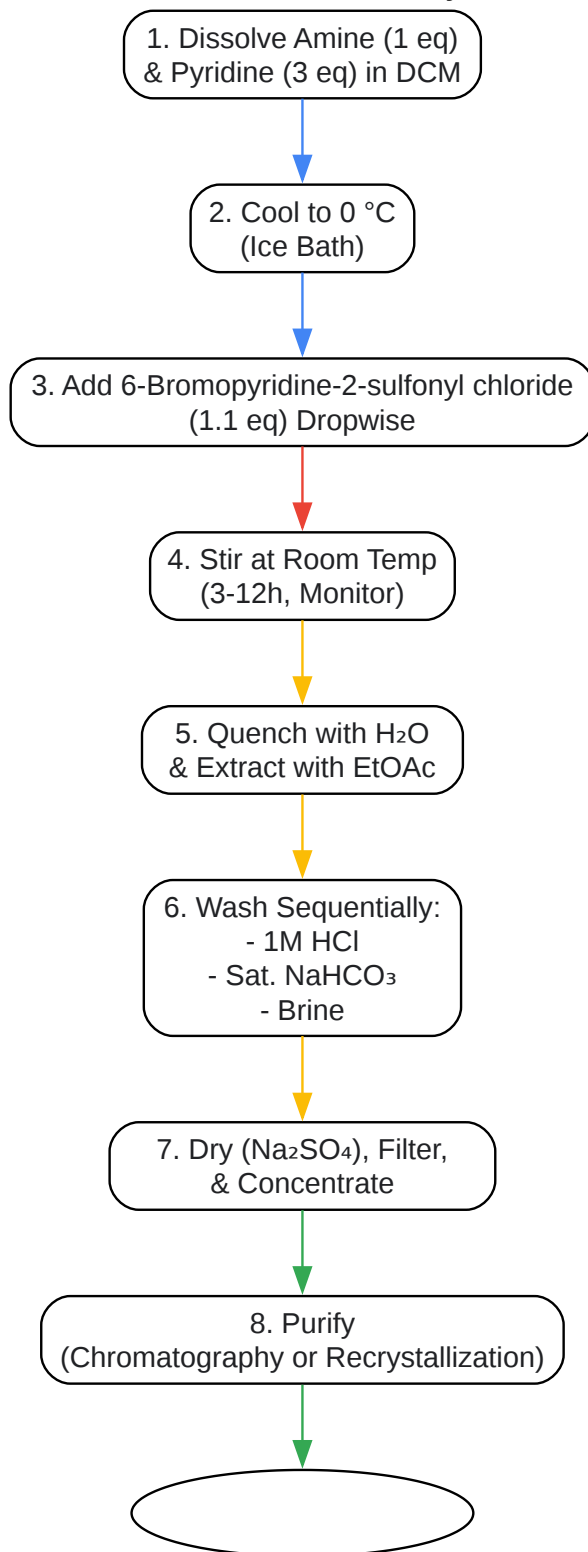 1. Dissolve Amine (1 eq)
& Pyridine (3 eq) in DCM
2. Cool to 0 °C
(Ice Bath)
3. Add 6-Bromopyridine-2-sulfonyl chloride
(1.1 eq) Dropwise
4. Stir at Room Temp
(3-12h, Monitor)
5. Quench with H₂O
& Extract with EtOAc
6. Wash Sequentially:
- 1M HCl
- Sat. NaHCO₃
- Brine
7. Dry (Na₂SO₄), Filter,
& Concentrate
8. Purify
(Chromatography or Recrystallization)